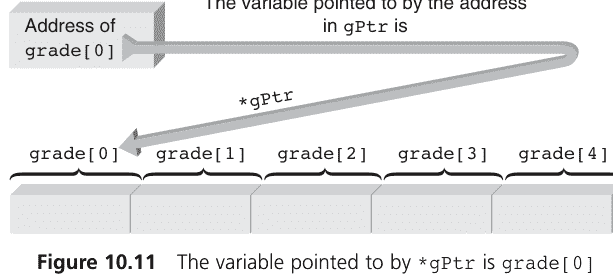 The variable pointed to by the address
in gPtr is
Address of
grade[0]
*gPtr
grade[0] grade[1] grade[2] grade[3] grade[4]
Figure 10.11 The variable pointed to by *gPtr is grade[0]